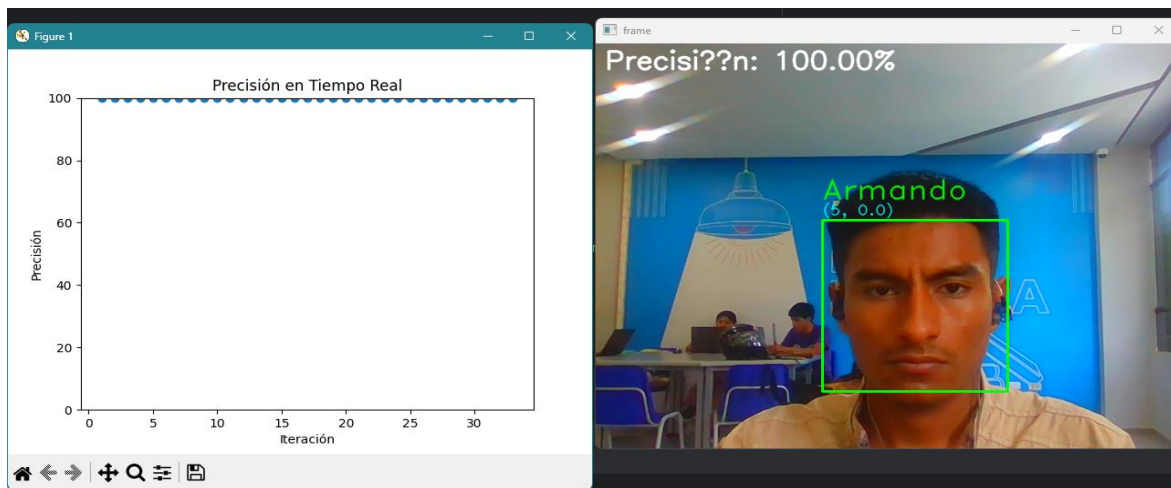 Figure 1
Precisión en Tiempo Real
100
80
60
40
20
0
Precisión
0 5 10 15 20 25 30
Iteración
frame
Precisi??n: 100.00%
Armando
(5, 0.0)
A